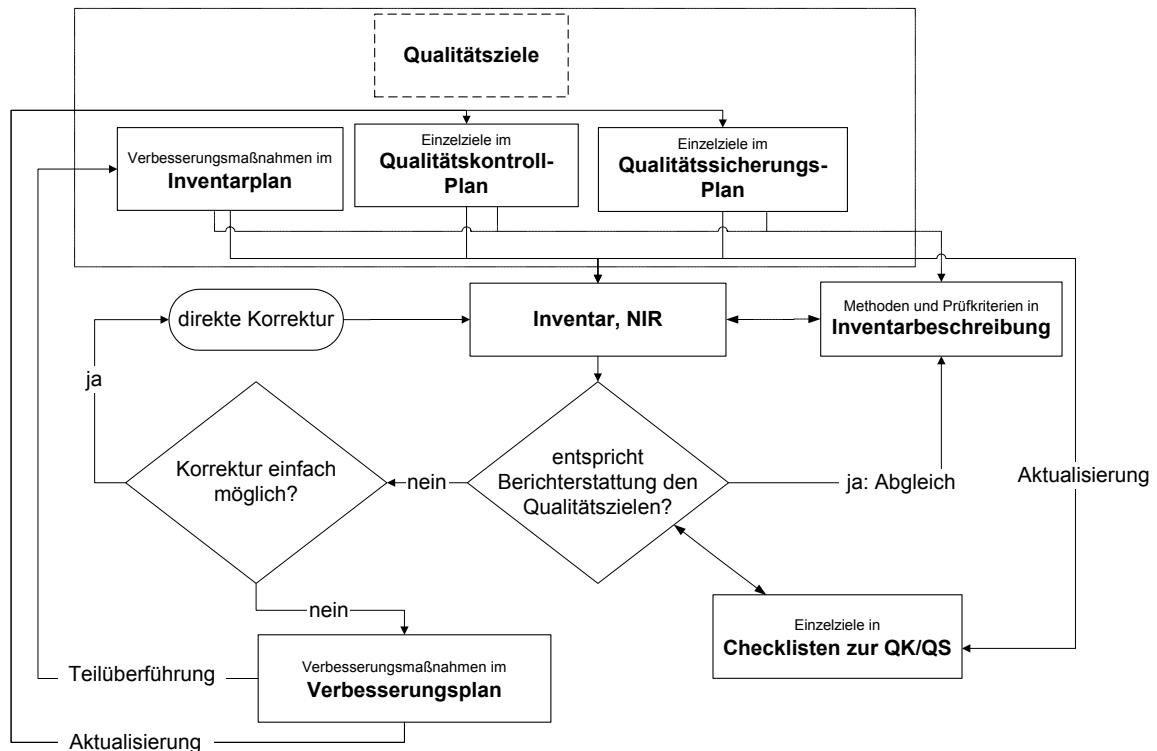 Qualitätsziele
Verbesserungsmaßnahmen im
Inventarplan
Einzelziele im
Qualitätskontroll-
Plan
Einzelziele im
Qualitätssicherungs-
Plan
direkte Korrektur
Inventar, NIR
Methoden und Prüfkriterien in
Inventarbeschreibung
ja
Korrektur einfach
möglich?
nein
entspricht
Berichterstattung den
Qualitätszielen?
ja: Abgleich
Aktualisierung
nein
Einzelziele in
Checklisten zur QK/QS
Teilüberführung
Verbesserungsmaßnahmen im
Verbesserungsplan
Aktualisierung